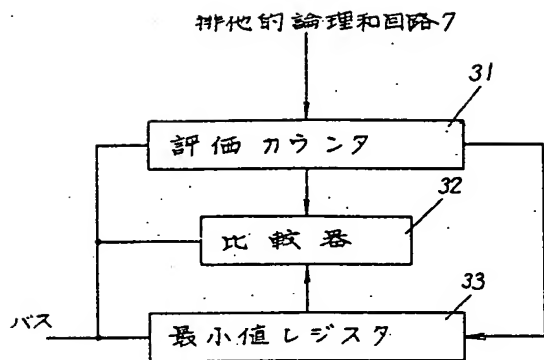 排他的論理和回路7
31
評価カウンタ
32
比較器
33
バス
最小値レジスタ